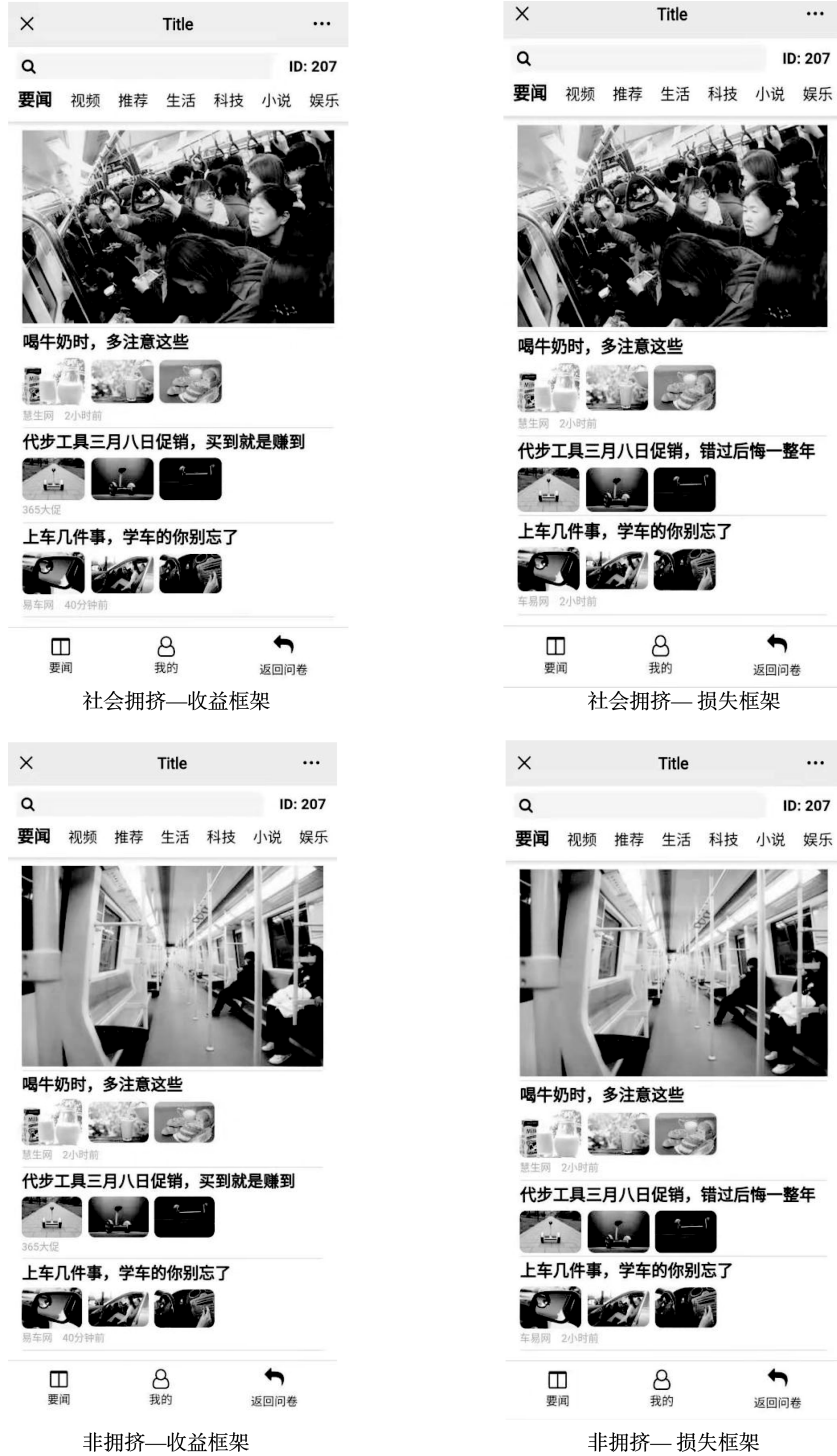 Title
ID: 207
要闻 视频 推荐 生活 科技 小说 娱乐
喝牛奶时，多注意这些
慧生网 2小时前
代步工具三月八日促销，买到就是赚到
365大促
上车几件事，学车的你别忘了
易车网 40分钟前
要闻 我的 返回问卷
社会拥挤—收益框架
Title
ID: 207
要闻 视频 推荐 生活 科技 小说 娱乐
喝牛奶时，多注意这些
慧生网 2小时前
代步工具三月八日促销，错过后悔一整年
上车几件事，学车的你别忘了
车易网 2小时前
要闻 我的 返回问卷
社会拥挤— 损失框架
Title
ID: 207
要闻 视频 推荐 生活 科技 小说 娱乐
喝牛奶时，多注意这些
慧生网 2小时前
代步工具三月八日促销，买到就是赚到
365大促
上车几件事，学车的你别忘了
易车网 40分钟前
要闻 我的 返回问卷
非拥挤—收益框架
Title
ID: 207
要闻 视频 推荐 生活 科技 小说 娱乐
喝牛奶时，多注意这些
慧生网 2小时前
代步工具三月八日促销，错过后悔一整年
上车几件事，学车的你别忘了
车易网 2小时前
要闻 我的 返回问卷
非拥挤— 损失框架